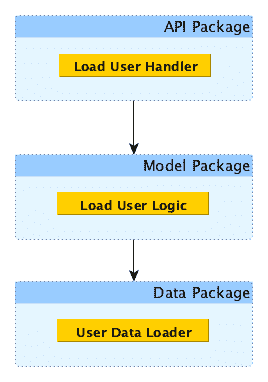 API Package
Load User Handler
Model Package
Load User Logic
Data Package
User Data Loader